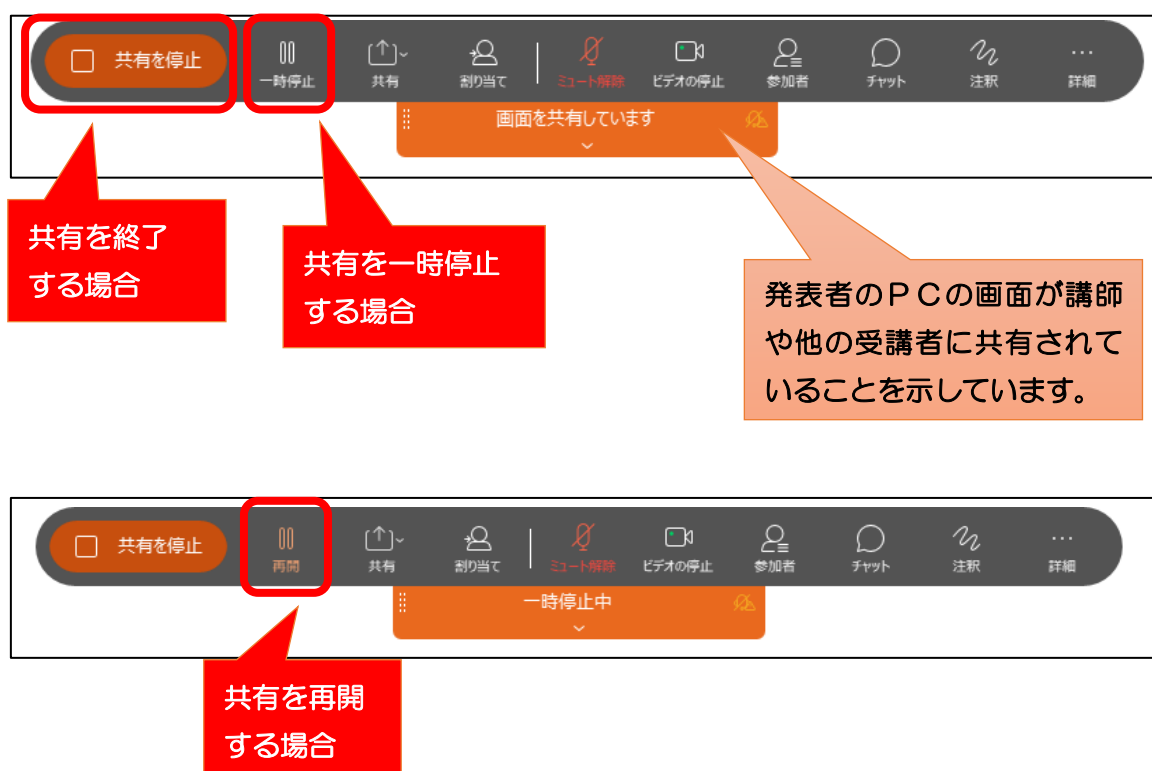 共有を停止
一時停止
共有
割り当て
ミュート解除
ビデオの停止
参加者
チャット
注釈
詳細
画面を共有しています
共有を終了
する場合
共有を一時停止
する場合
発表者のPCの画面が講師
や他の受講者に共有されて
いることを示しています。
共有を停止
再開
共有
割り当て
ミュート解除
ビデオの停止
参加者
チャット
注釈
詳細
一時停止中
共有を再開
する場合